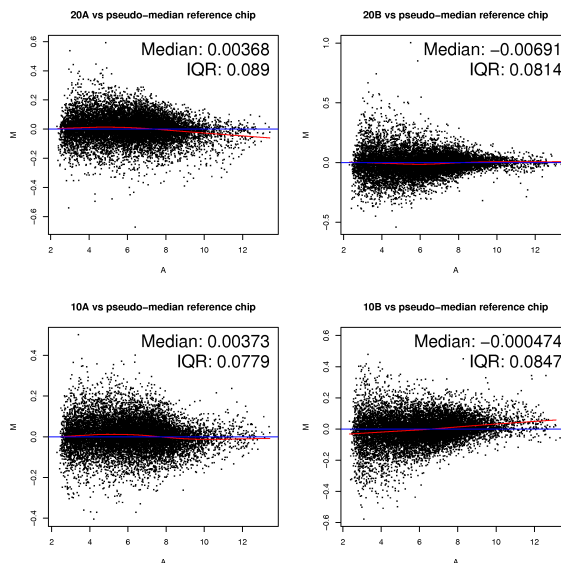 20A vs pseudo−median reference chip
Median: 0.00368
IQR: 0.089
0.6
0.4
0.2
0.0
−0.2
−0.4
−0.6
M
2 4 6 8 10 12
A
20B vs pseudo−median reference chip
Median: −0.00691
IQR: 0.0814
1.0
0.5
0.0
−0.5
M
2 4 6 8 10 12
A
10A vs pseudo−median reference chip
Median: 0.00373
IQR: 0.0779
0.4
0.2
0.0
−0.2
−0.4
M
2 4 6 8 10 12
A
10B vs pseudo−median reference chip
Median: −0.000474
IQR: 0.0847
0.6
0.4
0.2
0.0
−0.2
−0.4
−0.6
M
2 4 6 8 10 12
A